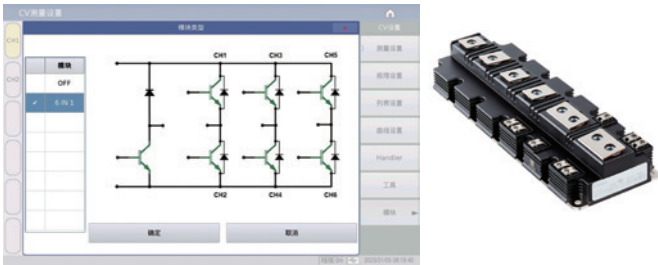 CV测量设置
模块类型
CV设置
CH1
CH2
模块
OFF
✓ 6 IN 1
CH1 CH3 CH5
CH2 CH4 CH6
确定 取消
测量设置
极限设置
列表设置
曲线设置
Handler
工具
模块